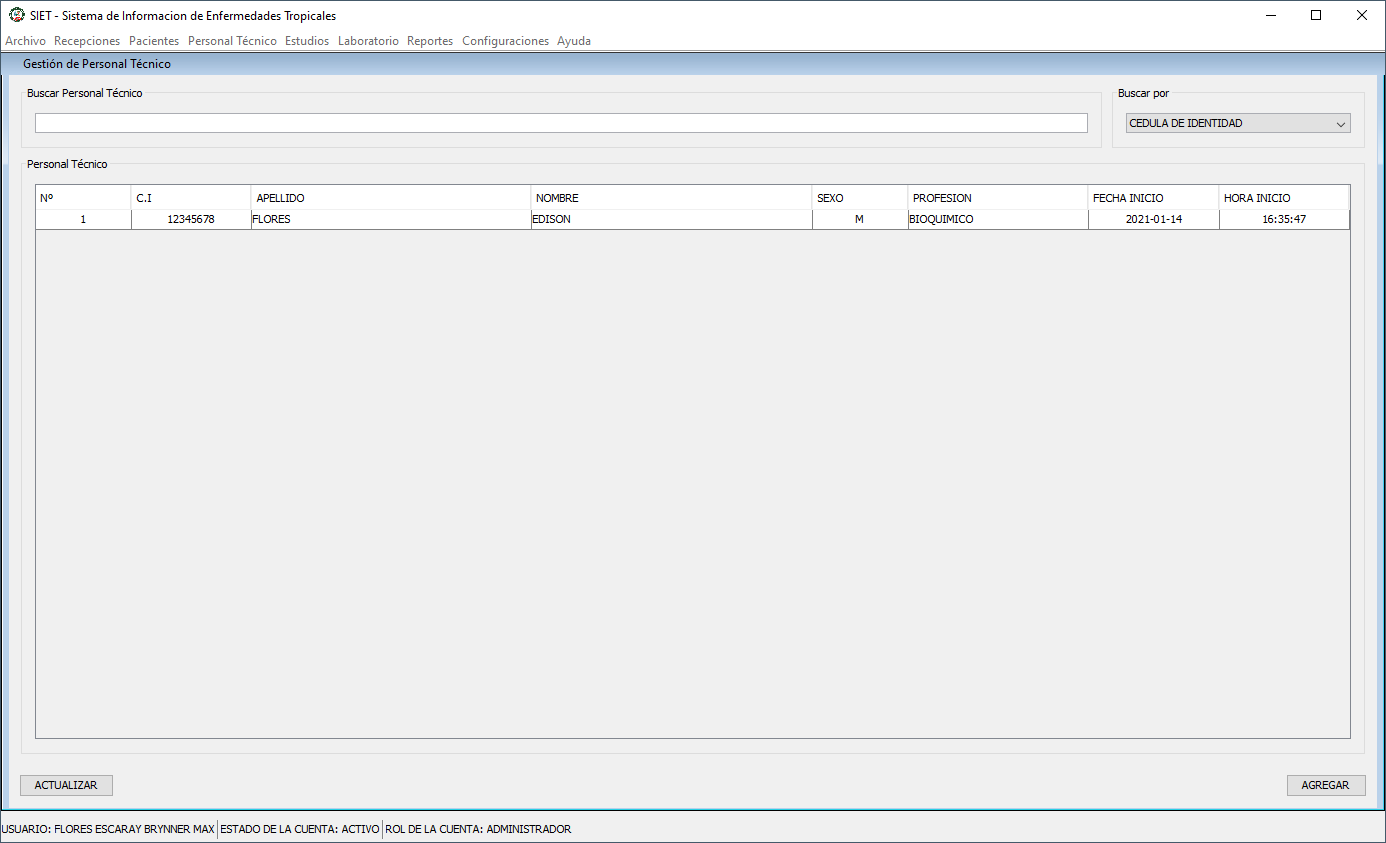 SIET - Sistema de Informacion de Enfermedades Tropicales
Archivo Recepciones Pacientes Personal Técnico Estudios Laboratorio Reportes Configuraciones Ayuda
Gestión de Personal Técnico
Buscar Personal Técnico Buscar por
CEDULA DE IDENTIDAD
Personal Técnico
Nº C.I APELLIDO NOMBRE SEXO PROFESION FECHA INICIO HORA INICIO
1 12345678 FLORES EDISON M BIOQUIMICO 2021-01-14 16:35:47
ACTUALIZAR AGREGAR
USUARIO: FLORES ESCARAY BRYNNER MAX ESTADO DE LA CUENTA: ACTIVO ROL DE LA CUENTA: ADMINISTRADOR